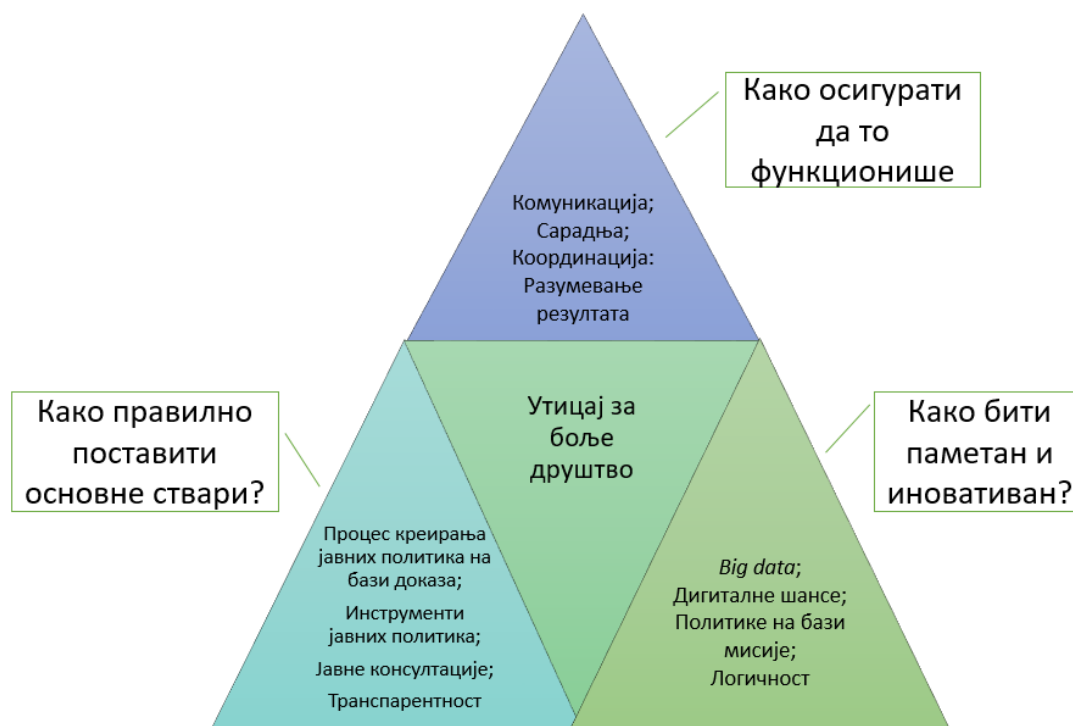 Како осигурати
да то
функционише
Комуникација;
Сарадња;
Координација:
Разумевање
резултата
Како правилно
поставити
основне ствари?
Утицај за
боље
друштво
Како бити
паметан и
иновативан?
Процес креирања
јавних политика на
бази доказа;
Инструменти
јавних политика;
Јавне консултације;
Транспарентност
Big data;
Дигиталне шансе;
Политике на бази
мисије;
Логичност